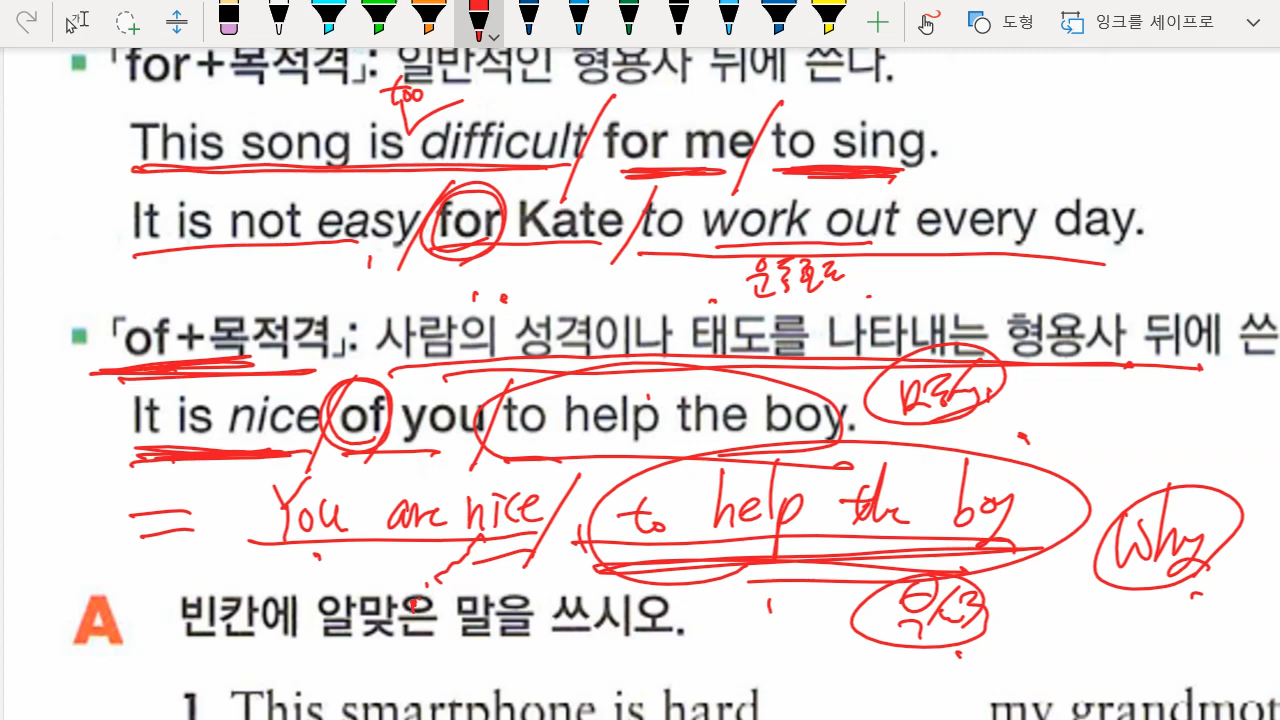 도형 잉크를 셰이프로
「for+목적격」: 일반적인 형용사 뒤에 쓴다.
too
This song is difficult for me to sing.
It is not easy for Kate to work out every day.
「of+목적격」: 사람의 성격이나 태도를 나타내는 형용사 뒤에 쓴
It is nice of you to help the boy.
= You are nice / to help the boy
Why
A 빈칸에 알맞은 말을 쓰시오.
1 This smartphone is hard my grandmot